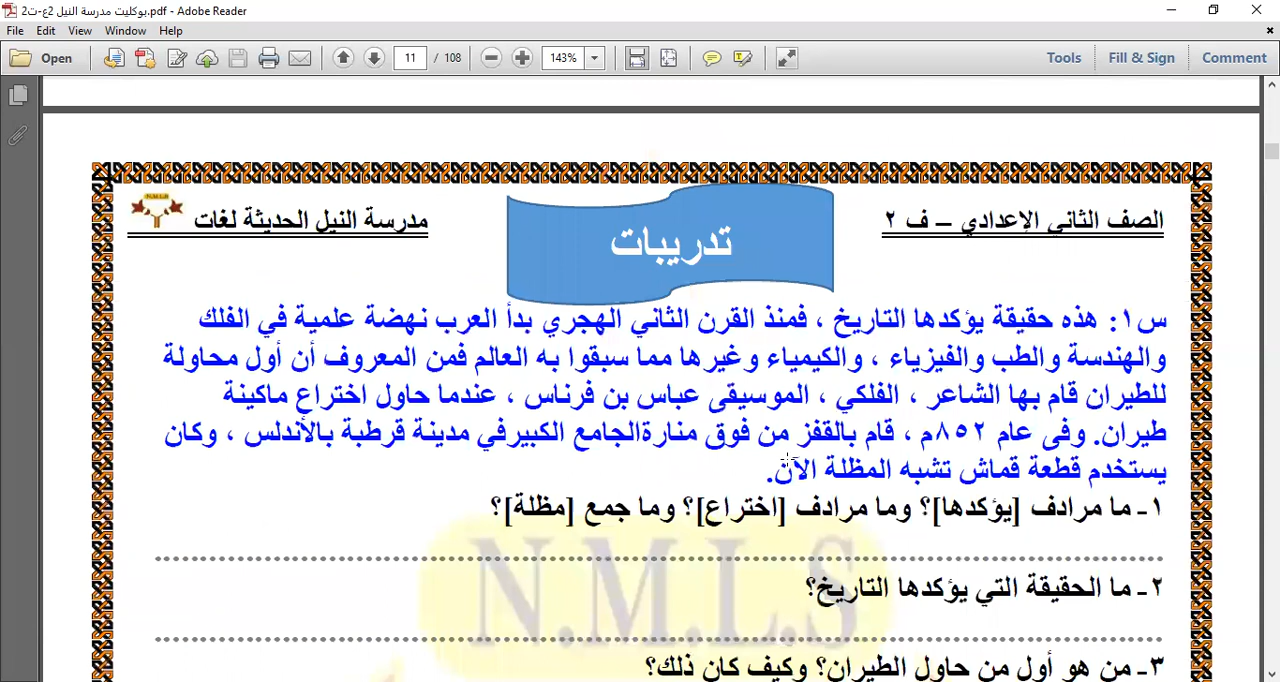 بوكليت مدرسة النيل 2ع-ت2.pdf - Adobe Reader
File Edit View Window Help
Open 11 / 108 143% Tools Fill & Sign Comment
الصف الثاني الإعدادي – ف ٢ تدريبات مدرسة النيل الحديثة لغات
س١: هذه حقيقة يؤكدها التاريخ ، فمنذ القرن الثاني الهجري بدأ العرب نهضة علمية في الفلك
والهندسة والطب والفيزياء ، والكيمياء وغيرها مما سبقوا به العالم فمن المعروف أن أول محاولة
للطيران قام بها الشاعر ، الفلكي ، الموسيقى عباس بن فرناس ، عندما حاول اختراع ماكينة
طيران. وفى عام ٨٥٢م ، قام بالقفز من فوق منارةالجامع الكبيرفي مدينة قرطبة بالأندلس ، وكان
يستخدم قطعة قماش تشبه المظلة الآن.
١- ما مرادف [يؤكدها]؟ وما مرادف [اختراع]؟ وما جمع [مظلة]؟
٢- ما الحقيقة التي يؤكدها التاريخ؟
N.M.L.S
٣- من هو أول من حاول الطيران؟ وكيف كان ذلك؟